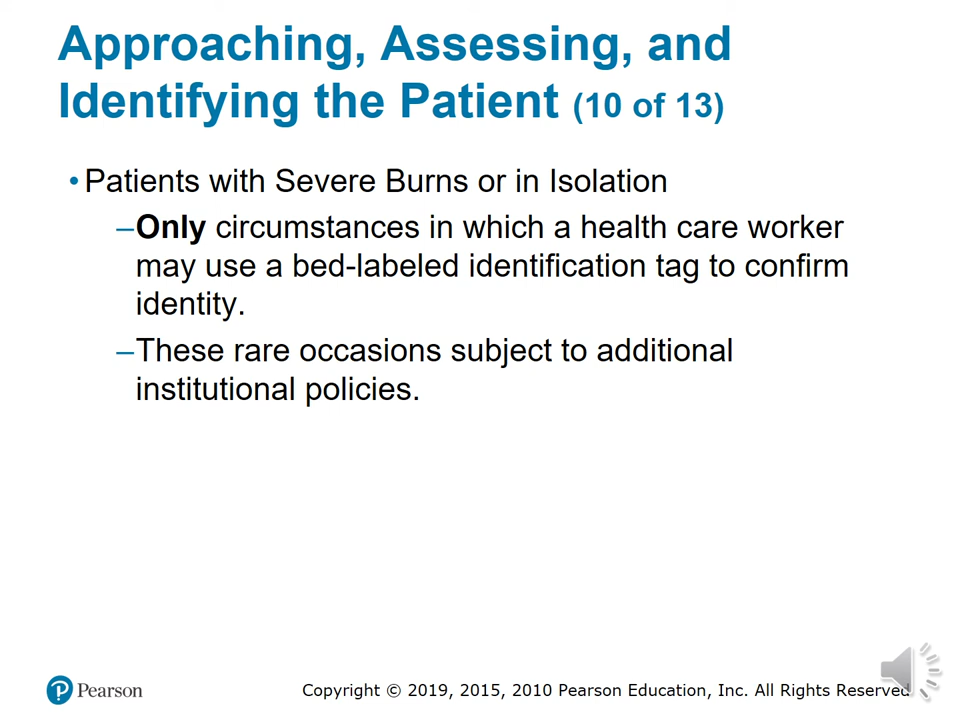 Approaching, Assessing, and
Identifying the Patient (10 of 13)
• Patients with Severe Burns or in Isolation
–Only circumstances in which a health care worker
may use a bed-labeled identification tag to confirm
identity.
–These rare occasions subject to additional
institutional policies.
Pearson
Copyright © 2019, 2015, 2010 Pearson Education, Inc. All Rights Reserved